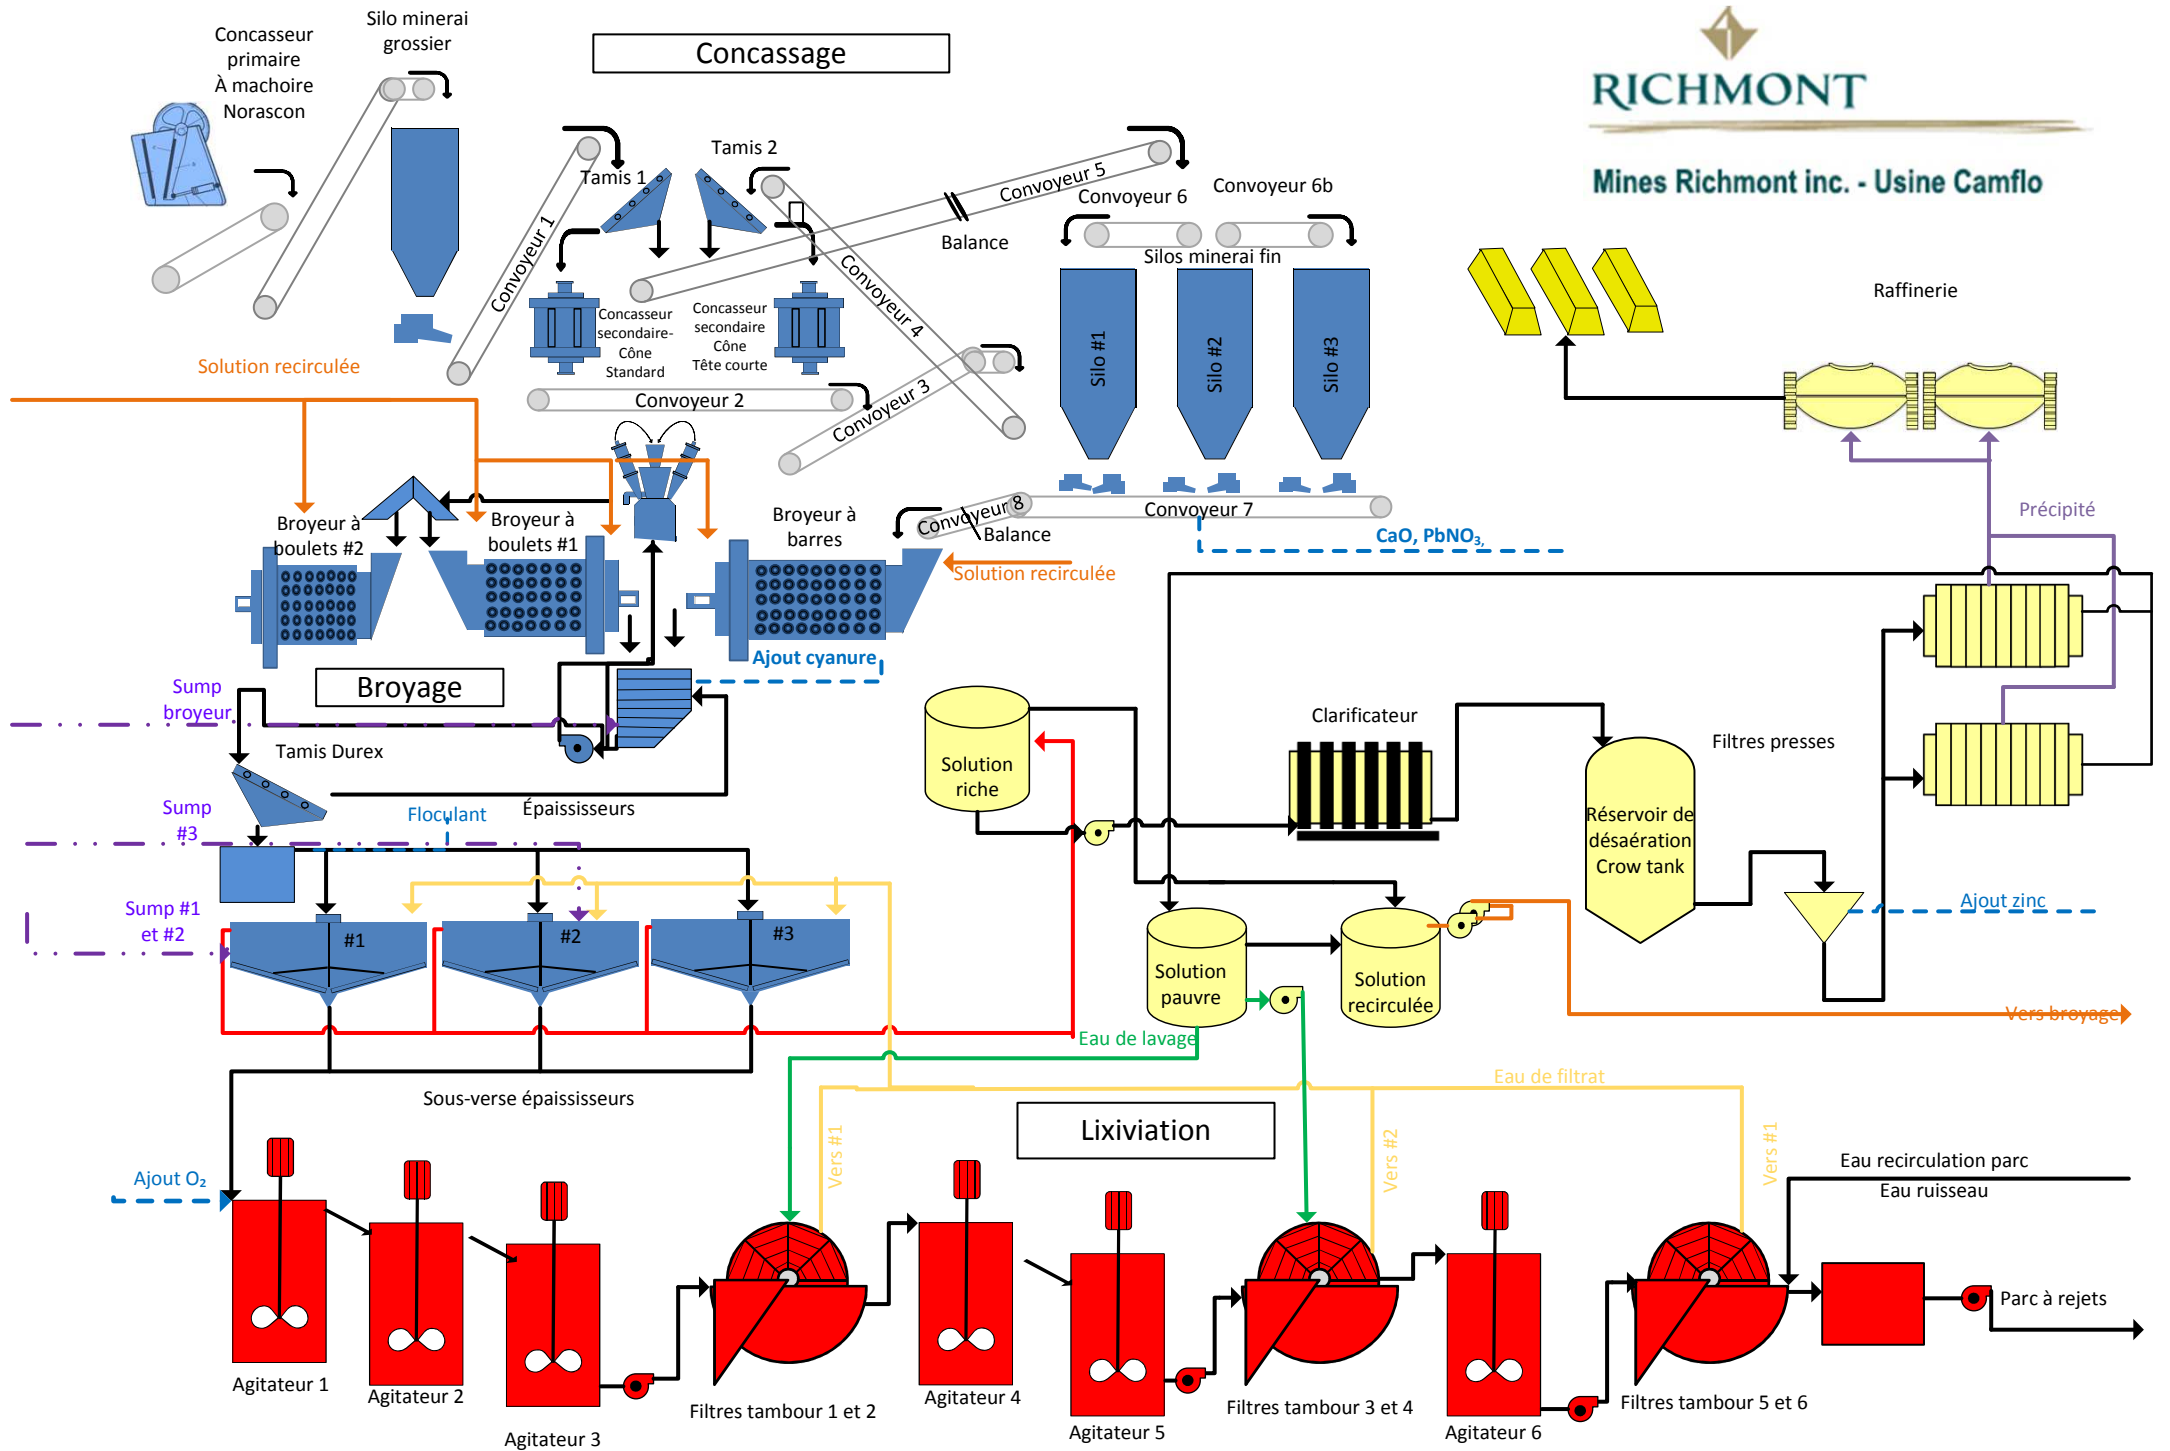 Concasseur
primaire
À machoire
Norascon
Silo minerai
grossier
Concassage
RICHMONT
Mines Richmont inc. - Usine Camflo
Tamis 1
Tamis 2
Convoyeur 1
Convoyeur 5
Balance
Convoyeur 6
Convoyeur 6b
Silos minerai fin
Convoyeur 4
Concasseur
secondaire-
Cône
Standard
Concasseur
secondaire
Cône
Tête courte
Silo #1
Silo #2
Silo #3
Raffinerie
Solution recirculée
Convoyeur 2
Convoyeur 3
Broyeur à
boulets #2
Broyeur à
boulets #1
Broyeur à
barres
Convoyeur 8
Balance
Convoyeur 7
CaO, PbNO₃,
Solution recirculée
Précipité
Broyage
Ajout cyanure
Sump
broyeur
Tamis Durex
Épaississeurs
Sump
#3
Floculant
Solution
riche
Clarificateur
Réservoir de
désaération
Crow tank
Filtres presses
Ajout zinc
Sump #1
et #2
#1
#2
#3
Solution
pauvre
Solution
recirculée
Vers broyage
Eau de lavage
Sous-verse épaississeurs
Eau de filtrat
Lixiviation
Vers #1
Vers #2
Vers #1
Ajout O₂
Eau recirculation parc
Eau ruisseau
Parc à rejets
Agitateur 1
Agitateur 2
Agitateur 3
Filtres tambour 1 et 2
Agitateur 4
Agitateur 5
Filtres tambour 3 et 4
Agitateur 6
Filtres tambour 5 et 6